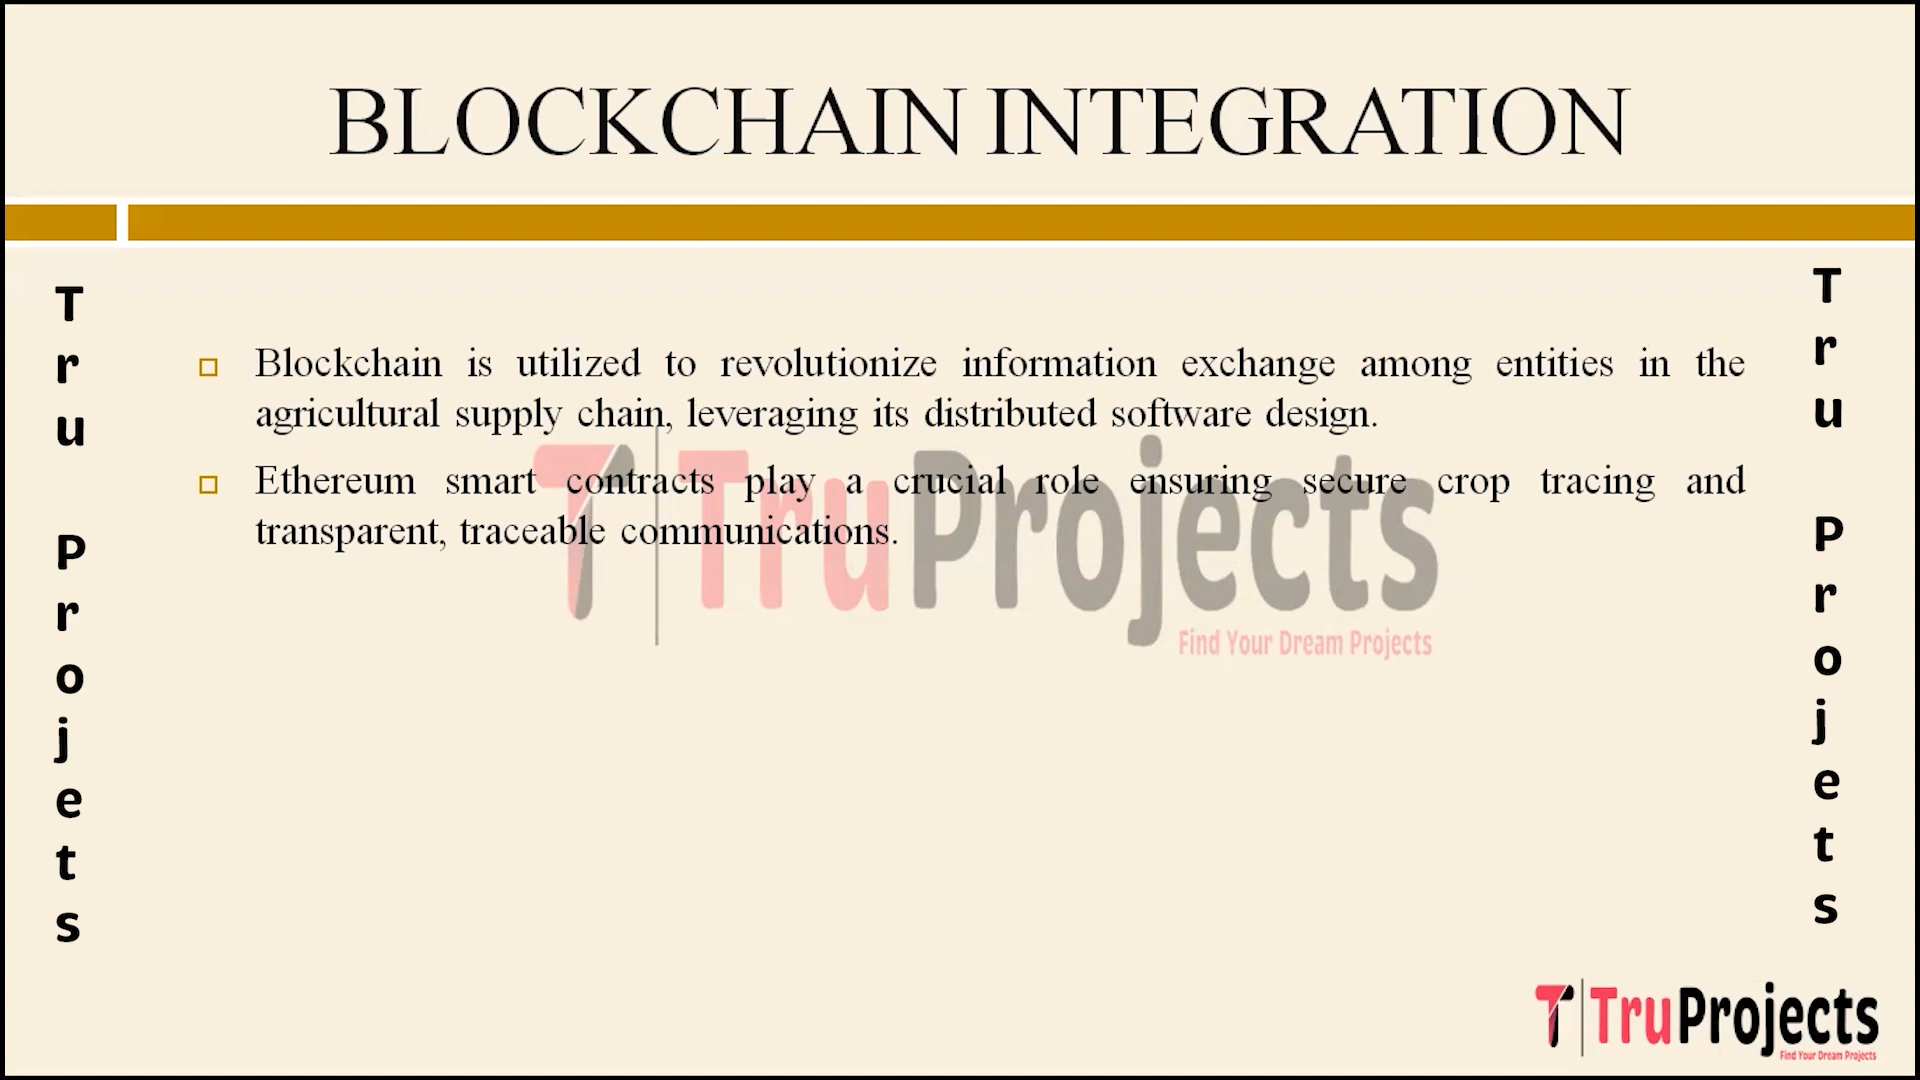 BLOCKCHAIN INTEGRATION
Tru Projets
Blockchain is utilized to revolutionize information exchange among entities in the
agricultural supply chain, leveraging its distributed software design.
Ethereum smart contracts play a crucial role ensuring secure crop tracing and
transparent, traceable communications.
TruProjects
Find Your Dream Projects
Tru Projets
TruProjects
Find Your Dream Projects